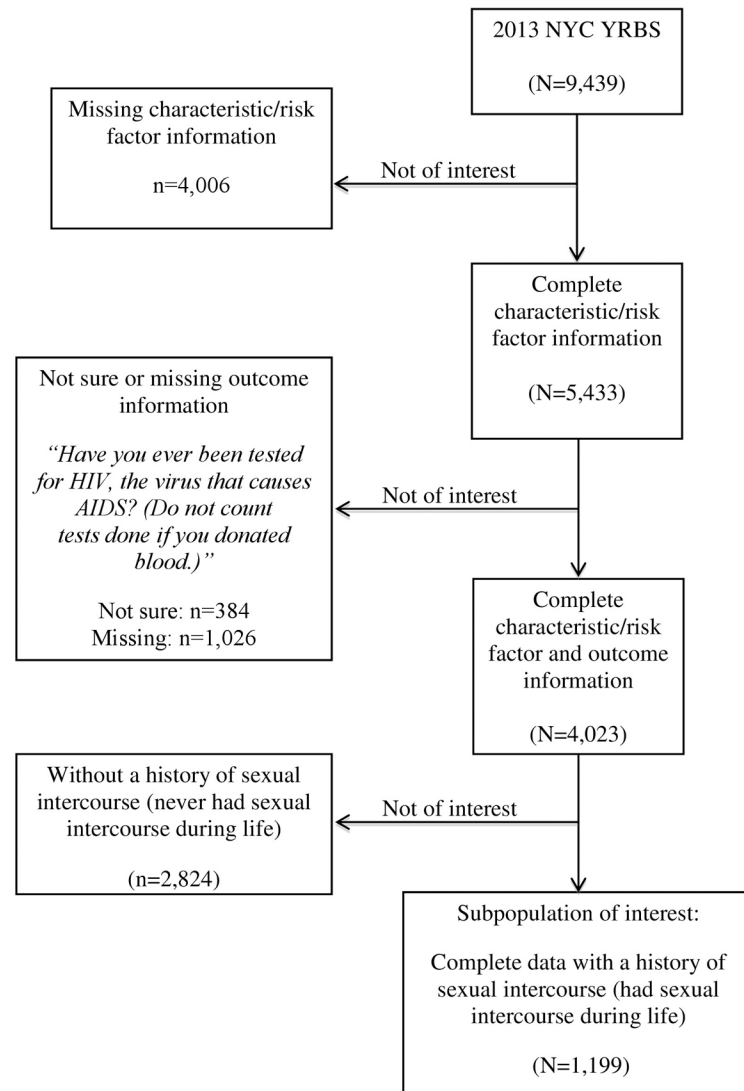 2013 NYC YRBS
(N=9,439)
Missing characteristic/risk
factor information
n=4,006
Not of interest
Complete
characteristic/risk
factor information
(N=5,433)
Not sure or missing outcome
information
“Have you ever been tested
for HIV, the virus that causes
AIDS? (Do not count
tests done if you donated
blood.)”
Not sure: n=384
Missing: n=1,026
Not of interest
Complete
characteristic/risk
factor and outcome
information
(N=4,023)
Without a history of sexual
intercourse (never had sexual
intercourse during life)
(n=2,824)
Not of interest
Subpopulation of interest:
Complete data with a history of
sexual intercourse (had sexual
intercourse during life)
(N=1,199)